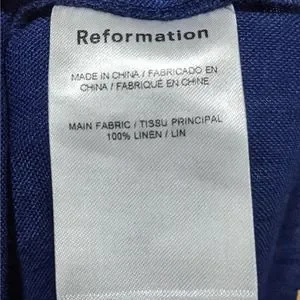 Reformation
MADE IN CHINA / FABRICADO EN
CHINA / FABRIQUÉ EN CHINE
MAIN FABRIC / TISSU PRINCIPAL
100% LINEN / LIN